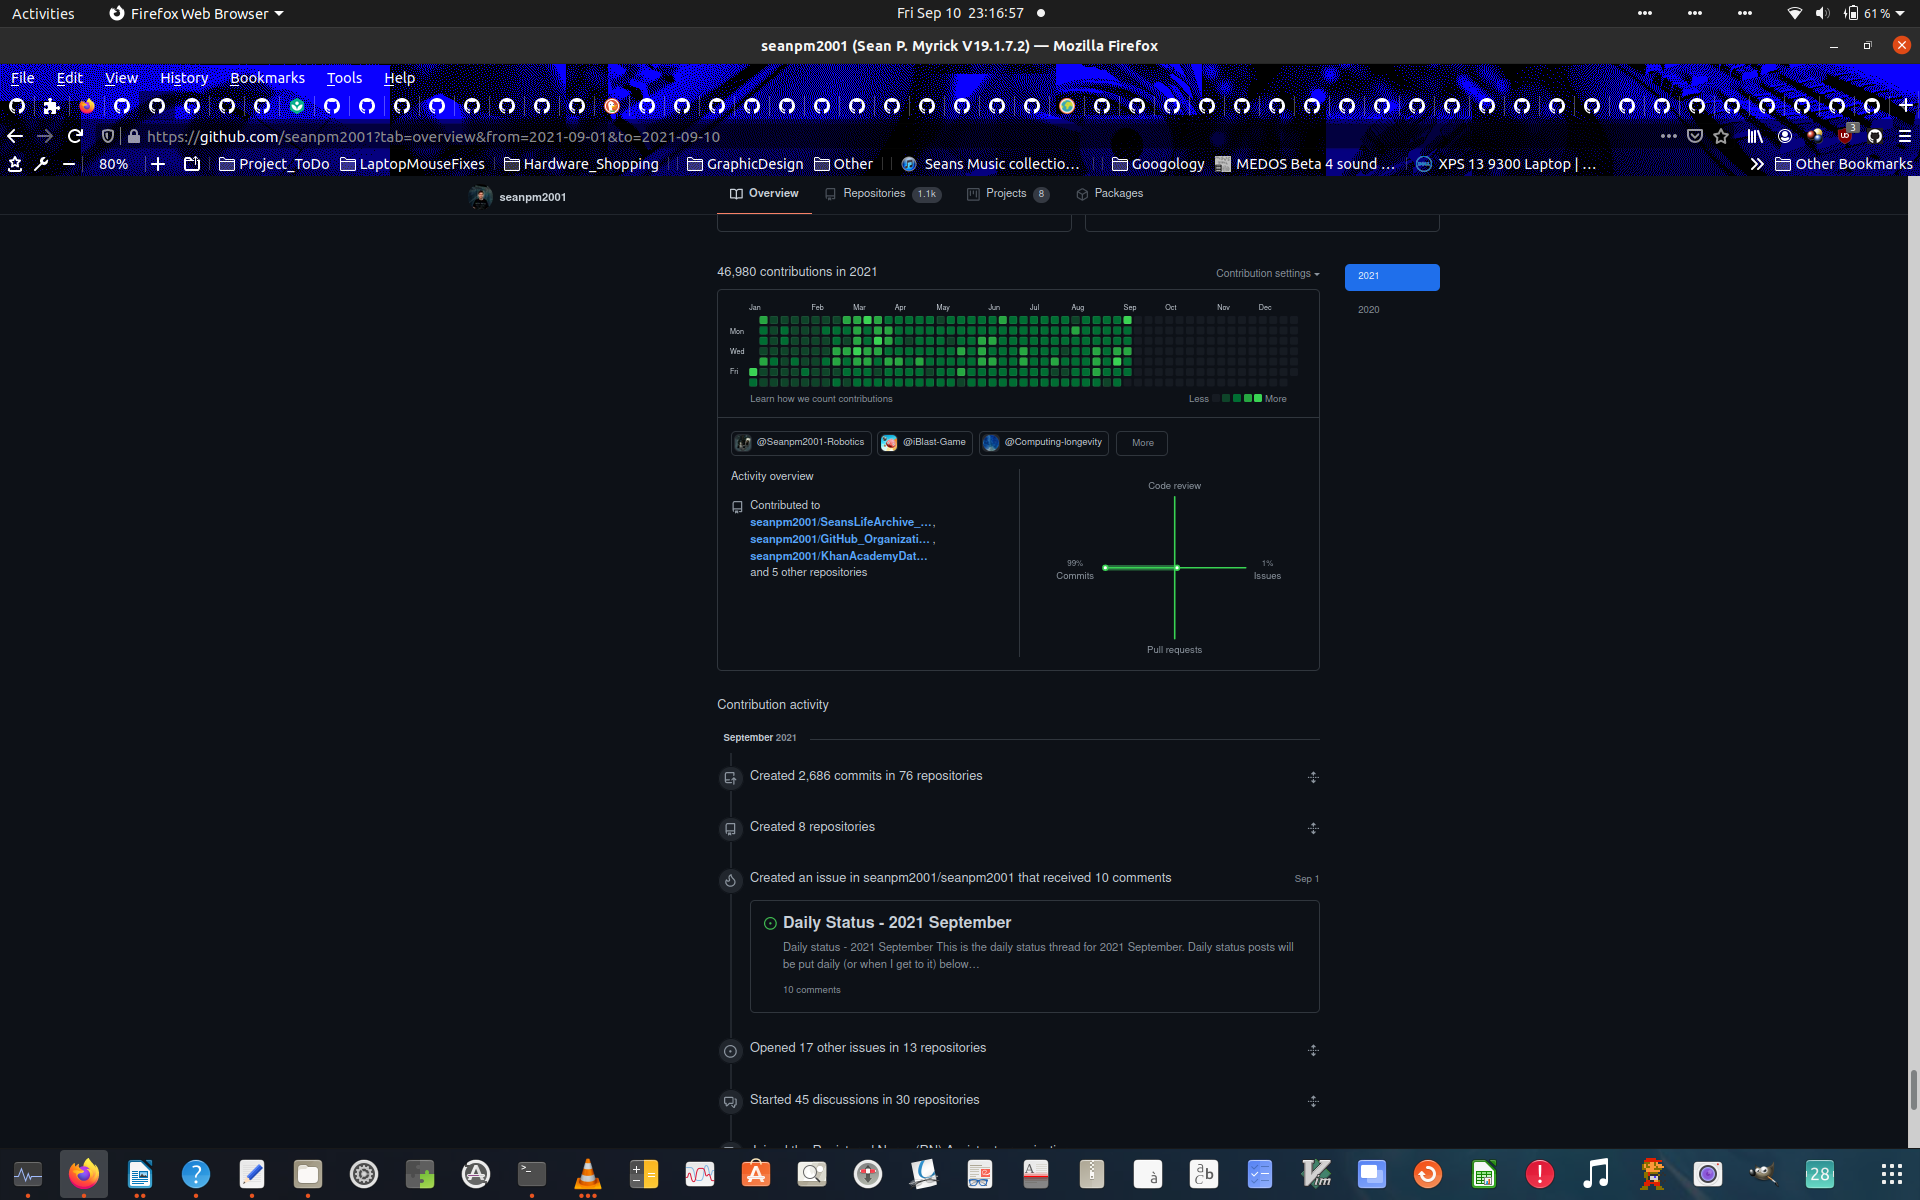 Activities
Firefox Web Browser
Fri Sep 10 23:16:57
61 %
seanpm2001 (Sean P. Myrick V19.1.7.2) — Mozilla Firefox
File Edit View History Bookmarks Tools Help
https://github.com/seanpm2001?tab=overview&from=2021-09-01&to=2021-09-10
3
80%
Project_ToDo
LaptopMouseFixes
Hardware_Shopping
GraphicDesign
Other
Seans Music collectio…
Googology
MEDOS Beta 4 sound …
XPS 13 9300 Laptop | …
Other Bookmarks
seanpm2001
Overview
Repositories 1.1k
Projects 8
Packages
46,980 contributions in 2021
Contribution settings
2021
2020
Jan Feb Mar Apr May Jun Jul Aug Sep Oct Nov Dec
Mon
Wed
Fri
Learn how we count contributions
Less
More
@Seanpm2001-Robotics
@iBlast-Game
@Computing-longevity
More
Activity overview
Contributed to
seanpm2001/SeansLifeArchive_… ,
seanpm2001/GitHub_Organizati… ,
seanpm2001/KhanAcademyDat…
and 5 other repositories
Code review
99%
Commits
1%
Issues
Pull requests
Contribution activity
September 2021
Created 2,686 commits in 76 repositories
Created 8 repositories
Created an issue in seanpm2001/seanpm2001 that received 10 comments
Sep 1
Daily Status - 2021 September
Daily status - 2021 September This is the daily status thread for 2021 September. Daily status posts will
be put daily (or when I get to it) below…
10 comments
Opened 17 other issues in 13 repositories
Started 45 discussions in 30 repositories
28